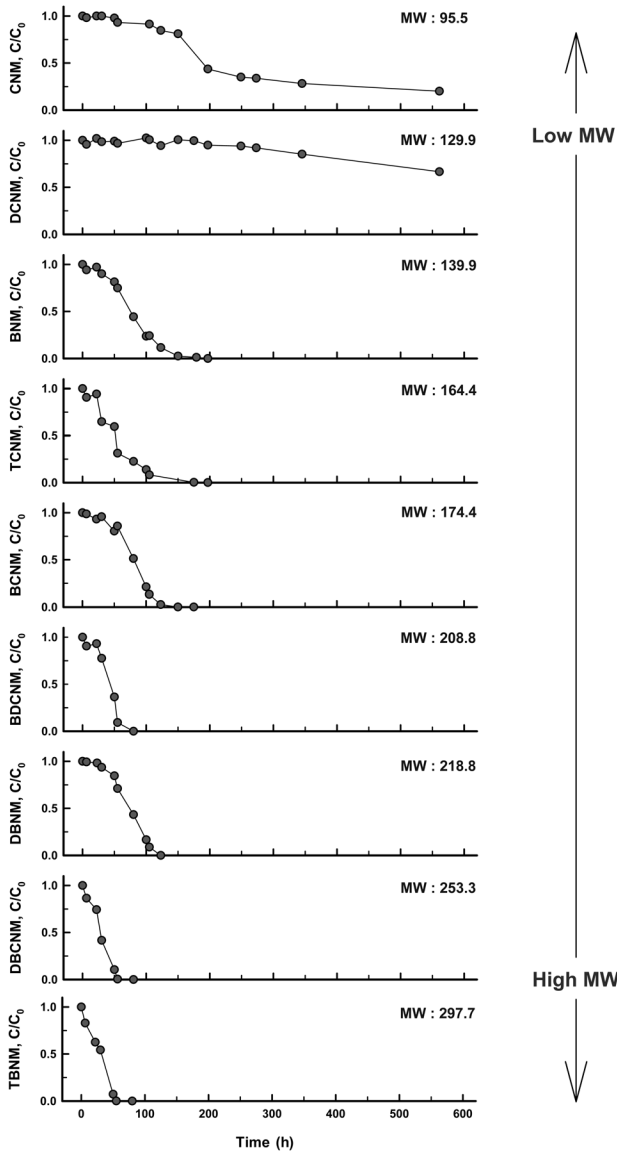 CNM, C/C0
1.0
0.5
0.0
MW : 95.5
DCNM, C/C0
1.0
0.5
0.0
MW : 129.9
BNM, C/C0
1.0
0.5
0.0
MW : 139.9
TCNM, C/C0
1.0
0.5
0.0
MW : 164.4
BCNM, C/C0
1.0
0.5
0.0
MW : 174.4
BDCNM, C/C0
1.0
0.5
0.0
MW : 208.8
DBNM, C/C0
1.0
0.5
0.0
MW : 218.8
DBCNM, C/C0
1.0
0.5
0.0
MW : 253.3
TBNM, C/C0
1.0
0.5
0.0
MW : 297.7
0 100 200 300 400 500 600
Time (h)
Low MW
High MW